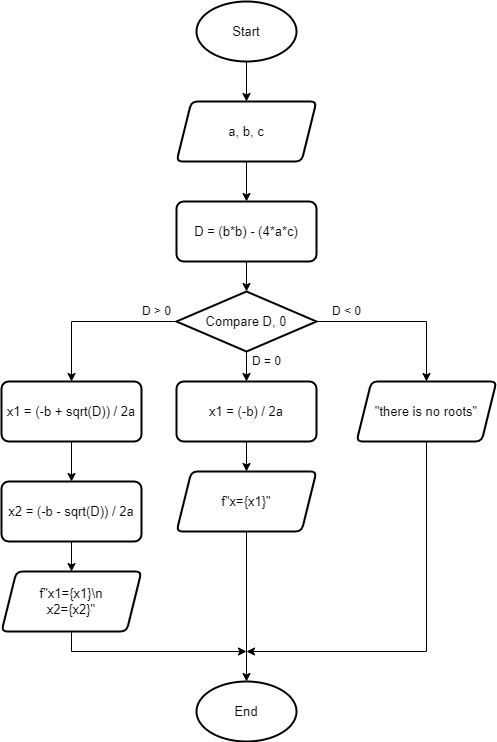 Start
a, b, c
D = (b*b) - (4*a*c)
Compare D, 0
D > 0
D = 0
D < 0
x1 = (-b + sqrt(D)) / 2a
x2 = (-b - sqrt(D)) / 2a
f"x1={x1}\n
x2={x2}"
x1 = (-b) / 2a
f"x={x1}"
"there is no roots"
End